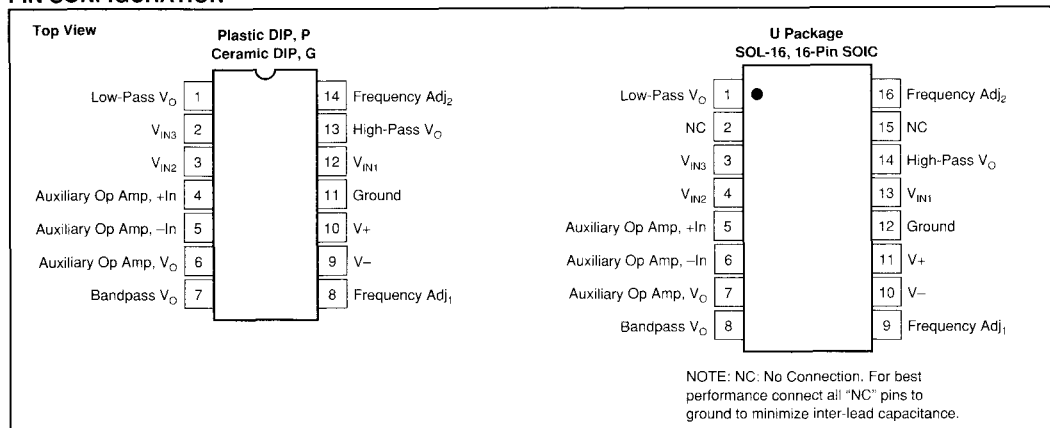 PIN CONFIGURATION
Top View
Plastic DIP, P
Ceramic DIP, G
Low-Pass V_O 1
V_IN3 2
V_IN2 3
Auxiliary Op Amp, +In 4
Auxiliary Op Amp, –In 5
Auxiliary Op Amp, V_O 6
Bandpass V_O 7
14 Frequency Adj_2
13 High-Pass V_O
12 V_IN1
11 Ground
10 V+
9 V–
8 Frequency Adj_1
U Package
SOL-16, 16-Pin SOIC
Low-Pass V_O 1
NC 2
V_IN3 3
V_IN2 4
Auxiliary Op Amp, +In 5
Auxiliary Op Amp, –In 6
Auxiliary Op Amp, V_O 7
Bandpass V_O 8
16 Frequency Adj_2
15 NC
14 High-Pass V_O
13 V_IN1
12 Ground
11 V+
10 V–
9 Frequency Adj_1
NOTE: NC: No Connection. For best
performance connect all "NC" pins to
ground to minimize inter-lead capacitance.